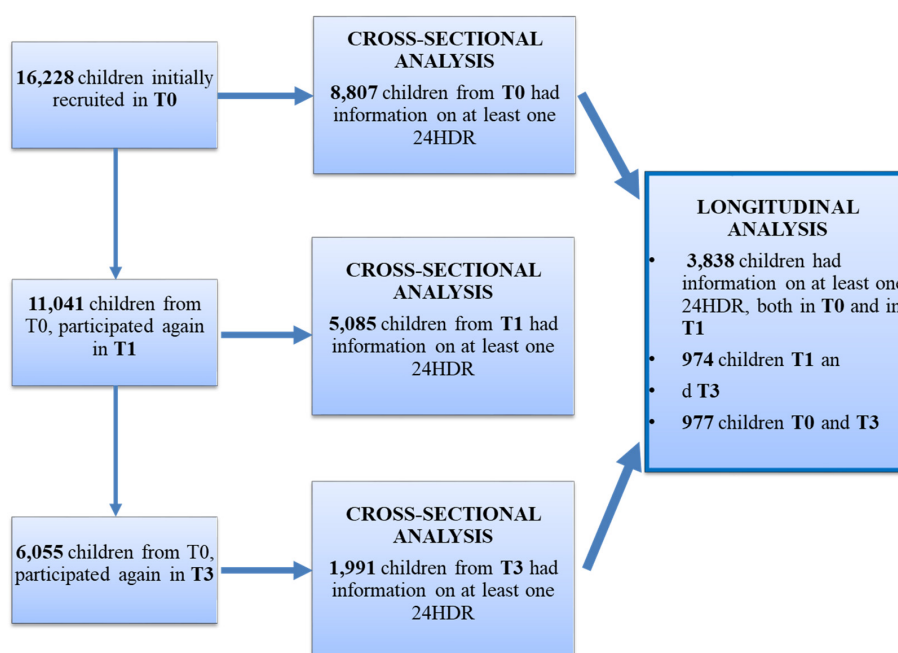 16,228 children initially
recruited in T0
CROSS-SECTIONAL
ANALYSIS
8,807 children from T0 had
information on at least one
24HDR
11,041 children from
T0, participated again
in T1
CROSS-SECTIONAL
ANALYSIS
5,085 children from T1 had
information on at least one
24HDR
6,055 children from T0,
participated again in T3
CROSS-SECTIONAL
ANALYSIS
1,991 children from T3 had
information on at least one
24HDR
LONGITUDINAL
ANALYSIS
• 3,838 children had
information on at least one
24HDR, both in T0 and in
T1
• 974 children T1 an
• d T3
• 977 children T0 and T3